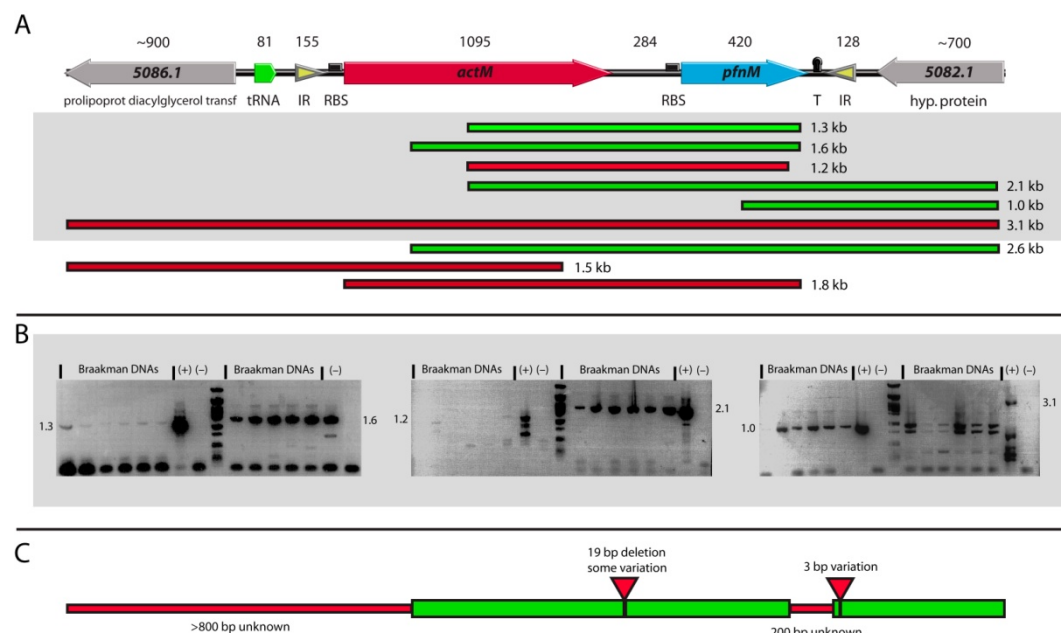 A
~900 81 155 1095 284 420 128 ~700
5086.1 actM pfnM 5082.1
prolipoprot diacylglycerol transf tRNA IR RBS RBS T IR hyp. protein
1.3 kb
1.6 kb
1.2 kb
2.1 kb
1.0 kb
3.1 kb
2.6 kb
1.5 kb
1.8 kb
B
Braakman DNAs (+) (–) Braakman DNAs (–) Braakman DNAs (+) (–) Braakman DNAs (+) Braakman DNAs (+) (–) Braakman DNAs (+) (–)
1.3 1.6 1.2 2.1 1.0 3.1
C
19 bp deletion
some variation
3 bp variation
>800 bp unknown
200 bp unknown